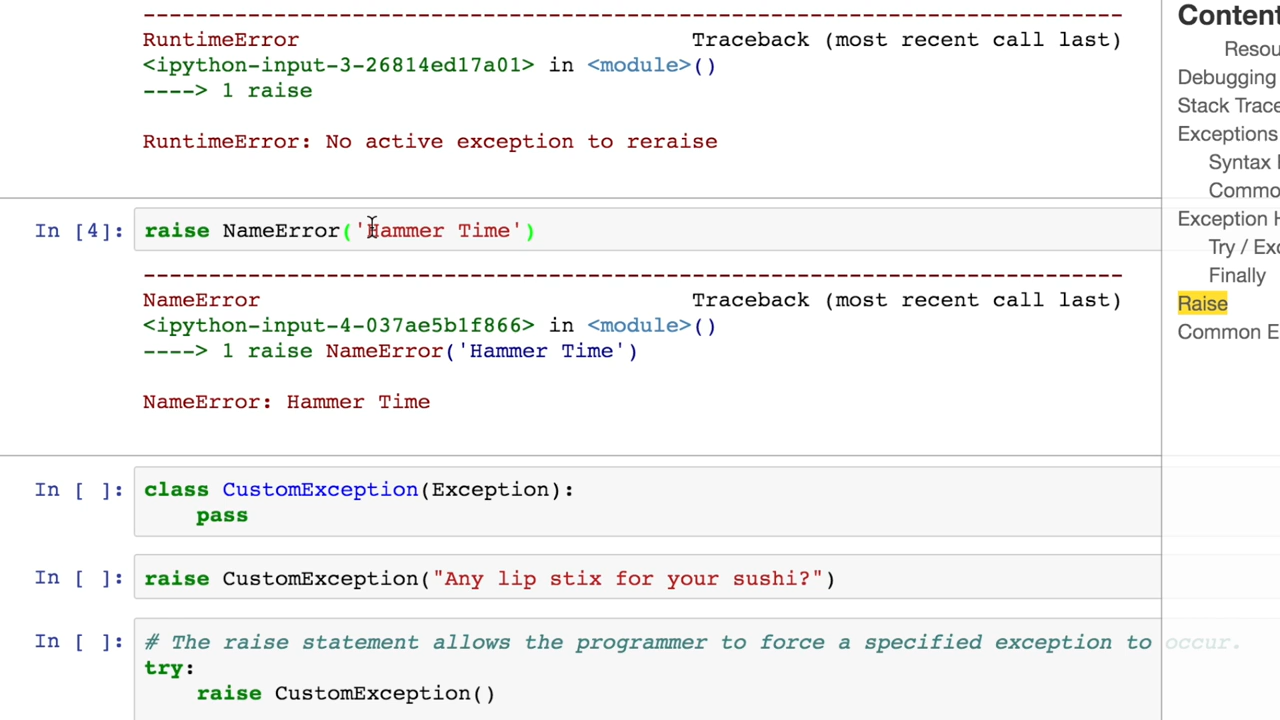 --------------------------------------------------------------------------- 
RuntimeError Traceback (most recent call last)
<ipython-input-3-26814ed17a01> in <module>()
----> 1 raise
RuntimeError: No active exception to reraise
In [4]: raise NameError('Hammer Time')
---------------------------------------------------------------------------
NameError Traceback (most recent call last)
<ipython-input-4-037ae5b1f866> in <module>()
----> 1 raise NameError('Hammer Time')
NameError: Hammer Time
In [ ]: class CustomException(Exception):
pass
In [ ]: raise CustomException("Any lip stix for your sushi?")
In [ ]: # The raise statement allows the programmer to force a specified exception to occur.
try:
raise CustomException()
Content
Resou
Debugging
Stack Trace
Exceptions
Syntax
Commo
Exception H
Try / Exc
Finally
Raise
Common E